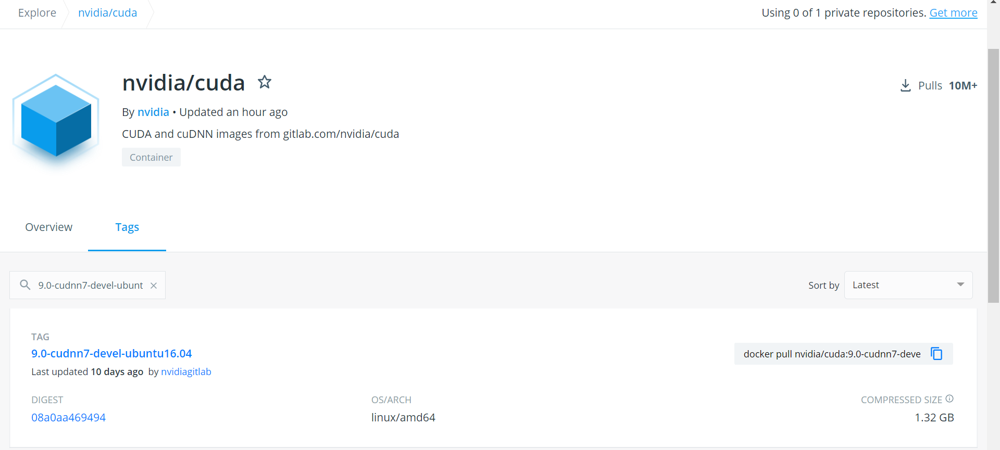 Explore nvidia/cuda Using 0 of 1 private repositories. Get more
nvidia/cuda
Pulls 10M+
By nvidia • Updated an hour ago
CUDA and cuDNN images from gitlab.com/nvidia/cuda
Container
Overview Tags
9.0-cudnn7-devel-ubunt
Sort by Latest
TAG
9.0-cudnn7-devel-ubuntu16.04
docker pull nvidia/cuda:9.0-cudnn7-deve
Last updated 10 days ago by nvidiagitlab
DIGEST OS/ARCH COMPRESSED SIZE
08a0aa469494 linux/amd64 1.32 GB